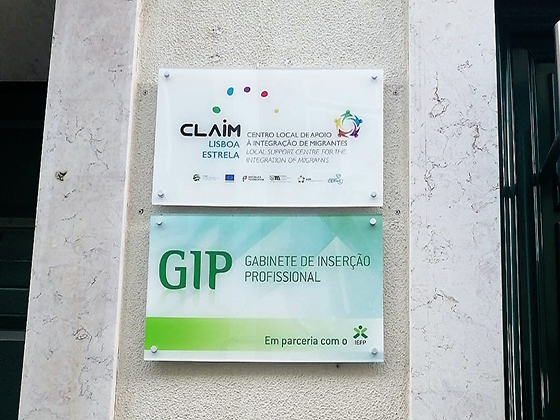 CLAIM
LISBOA
ESTRELA
CENTRO LOCAL DE APOIO
À INTEGRAÇÃO DE MIGRANTES
LOCAL SUPPORT CENTRE FOR THE
INTEGRATION OF MIGRANTS
GIP
GABINETE DE INSERÇÃO
PROFISSIONAL
Em parceria com o
IEFP